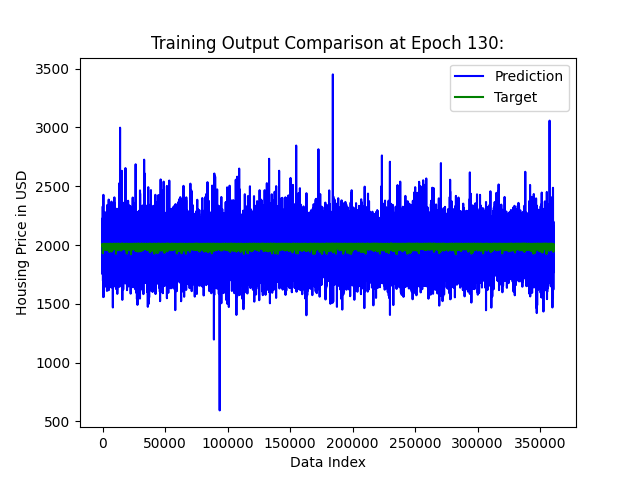 Training Output Comparison at Epoch 130:
Prediction
Target
Housing Price in USD
3500
3000
2500
2000
1500
1000
500
0 50000 100000 150000 200000 250000 300000 350000
Data Index